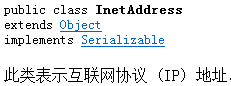 public class InetAddress
extends Object
implements Serializable
此类表示互联网协议 (IP) 地址.